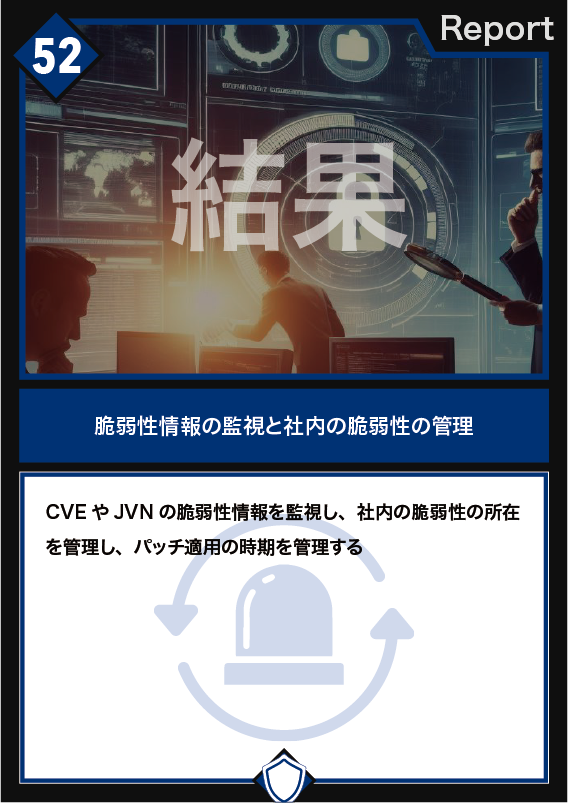 Report
52
結果
脆弱性情報の監視と社内の脆弱性の管理
CVE や JVN の脆弱性情報を監視し、社内の脆弱性の所在
を管理し、パッチ適用の時期を管理する